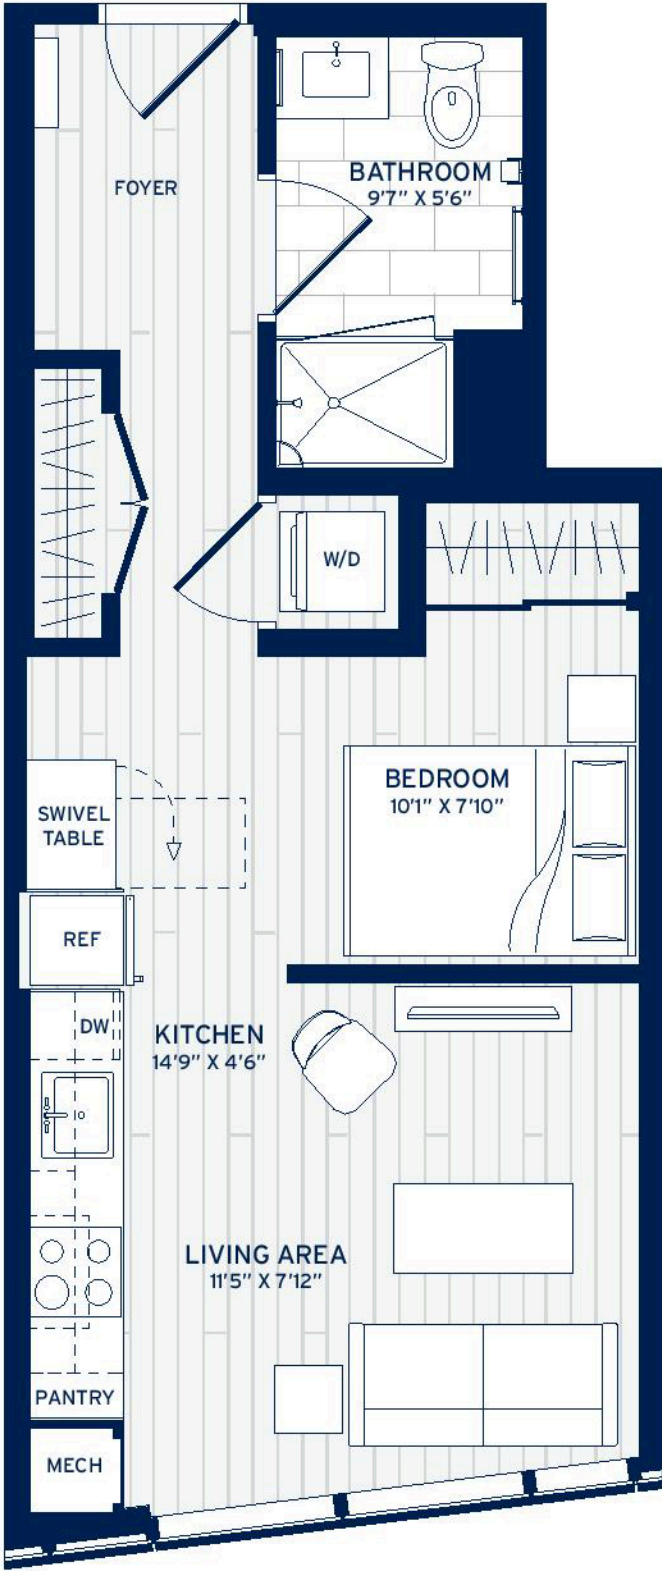 FOYER
BATHROOM
9'7" X 5'6"
W/D
BEDROOM
10'1" X 7'10"
SWIVEL
TABLE
REF
DW
KITCHEN
14'9" X 4'6"
LIVING AREA
11'5" X 7'12"
PANTRY
MECH